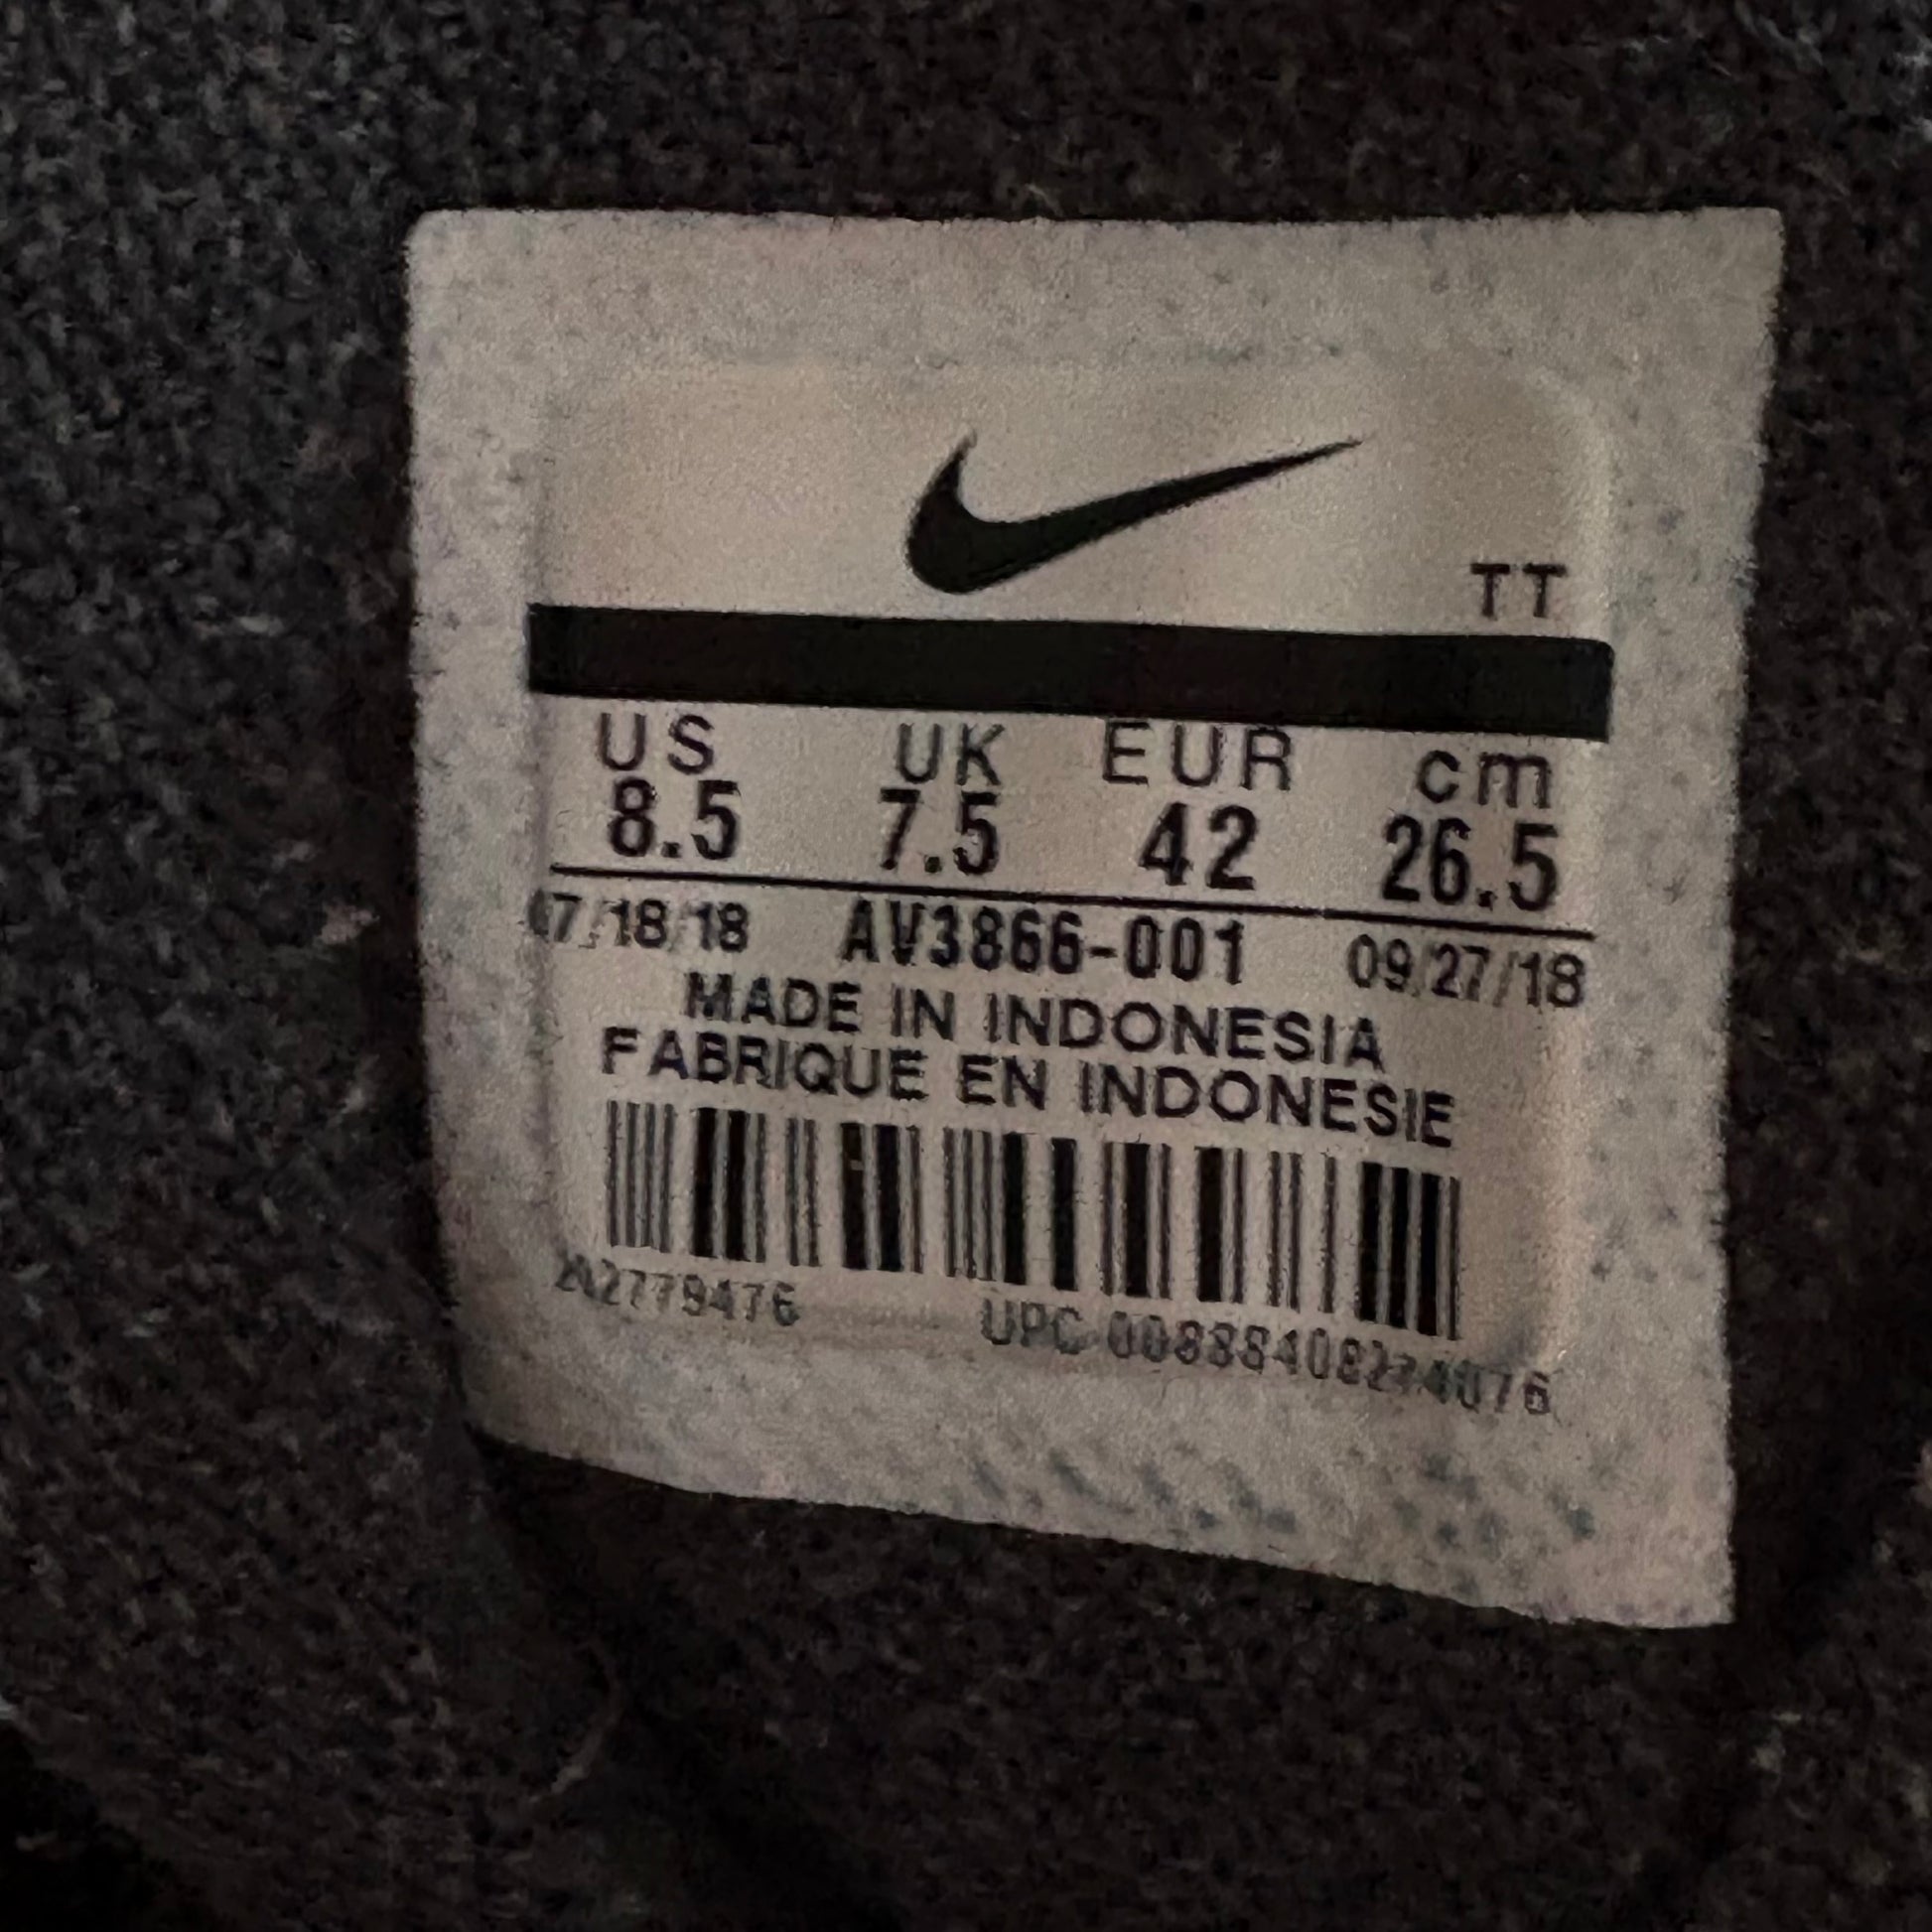 TT
US UK EUR cm
8.5 7.5 42 26.5
07/18/18 AV3866-001 09/27/18
MADE IN INDONESIA
FABRIQUE EN INDONESIE
UPC